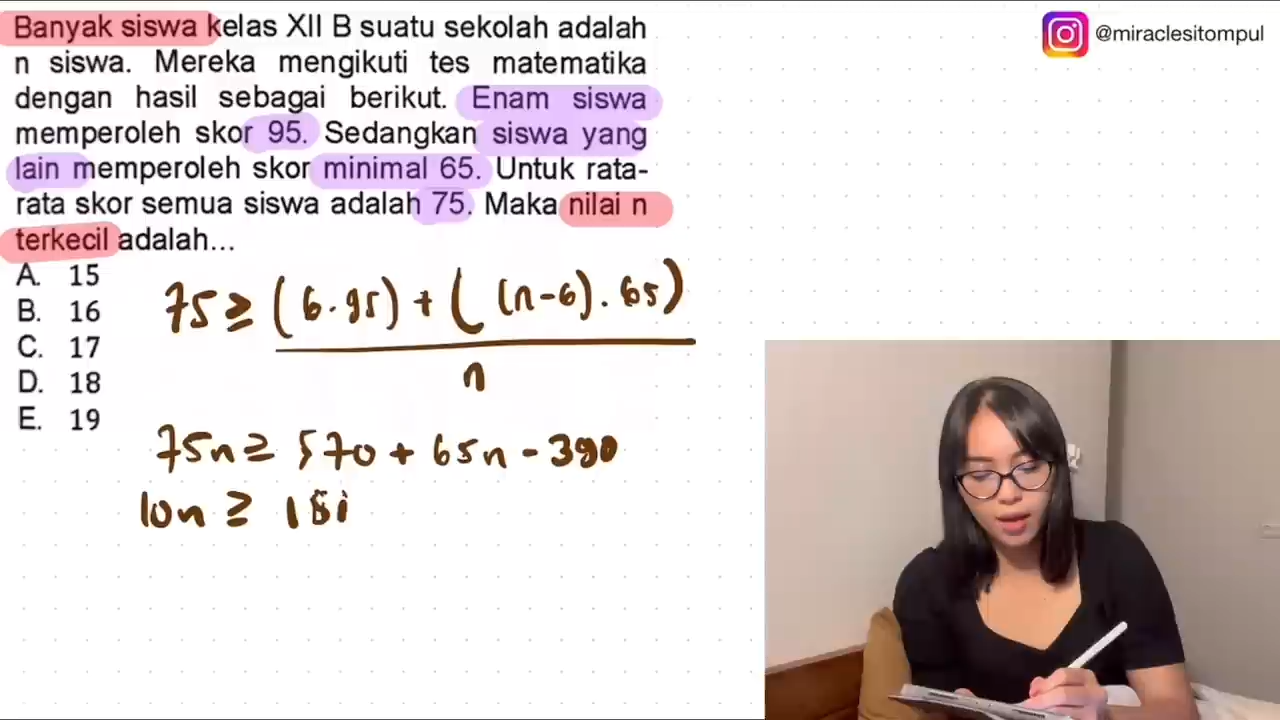 Banyak siswa kelas XII B suatu sekolah adalah
n siswa. Mereka mengikuti tes matematika
dengan hasil sebagai berikut. Enam siswa
memperoleh skor 95. Sedangkan siswa yang
lain memperoleh skor minimal 65. Untuk rata-
rata skor semua siswa adalah 75. Maka nilai n
terkecil adalah...
A. 15
B. 16
C. 17
D. 18
E. 19
75 ≥ (6.95) + ((n-6).65)
n
75n ≥ 570 + 65n - 390
10n ≥
@miraclesitompul